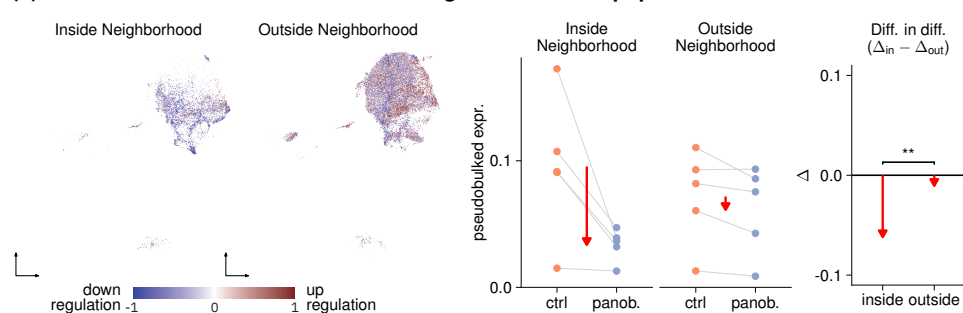 Inside Neighborhood
Outside Neighborhood
down
regulation
-1
0
1
up
regulation
Inside
Neighborhood
Outside
Neighborhood
pseudobulked expr.
0.1
0.0
ctrl
panob.
ctrl
panob.
Diff. in diff.
(Δin − Δout)
Δ
0.1
0.0
-0.1
**
inside outside